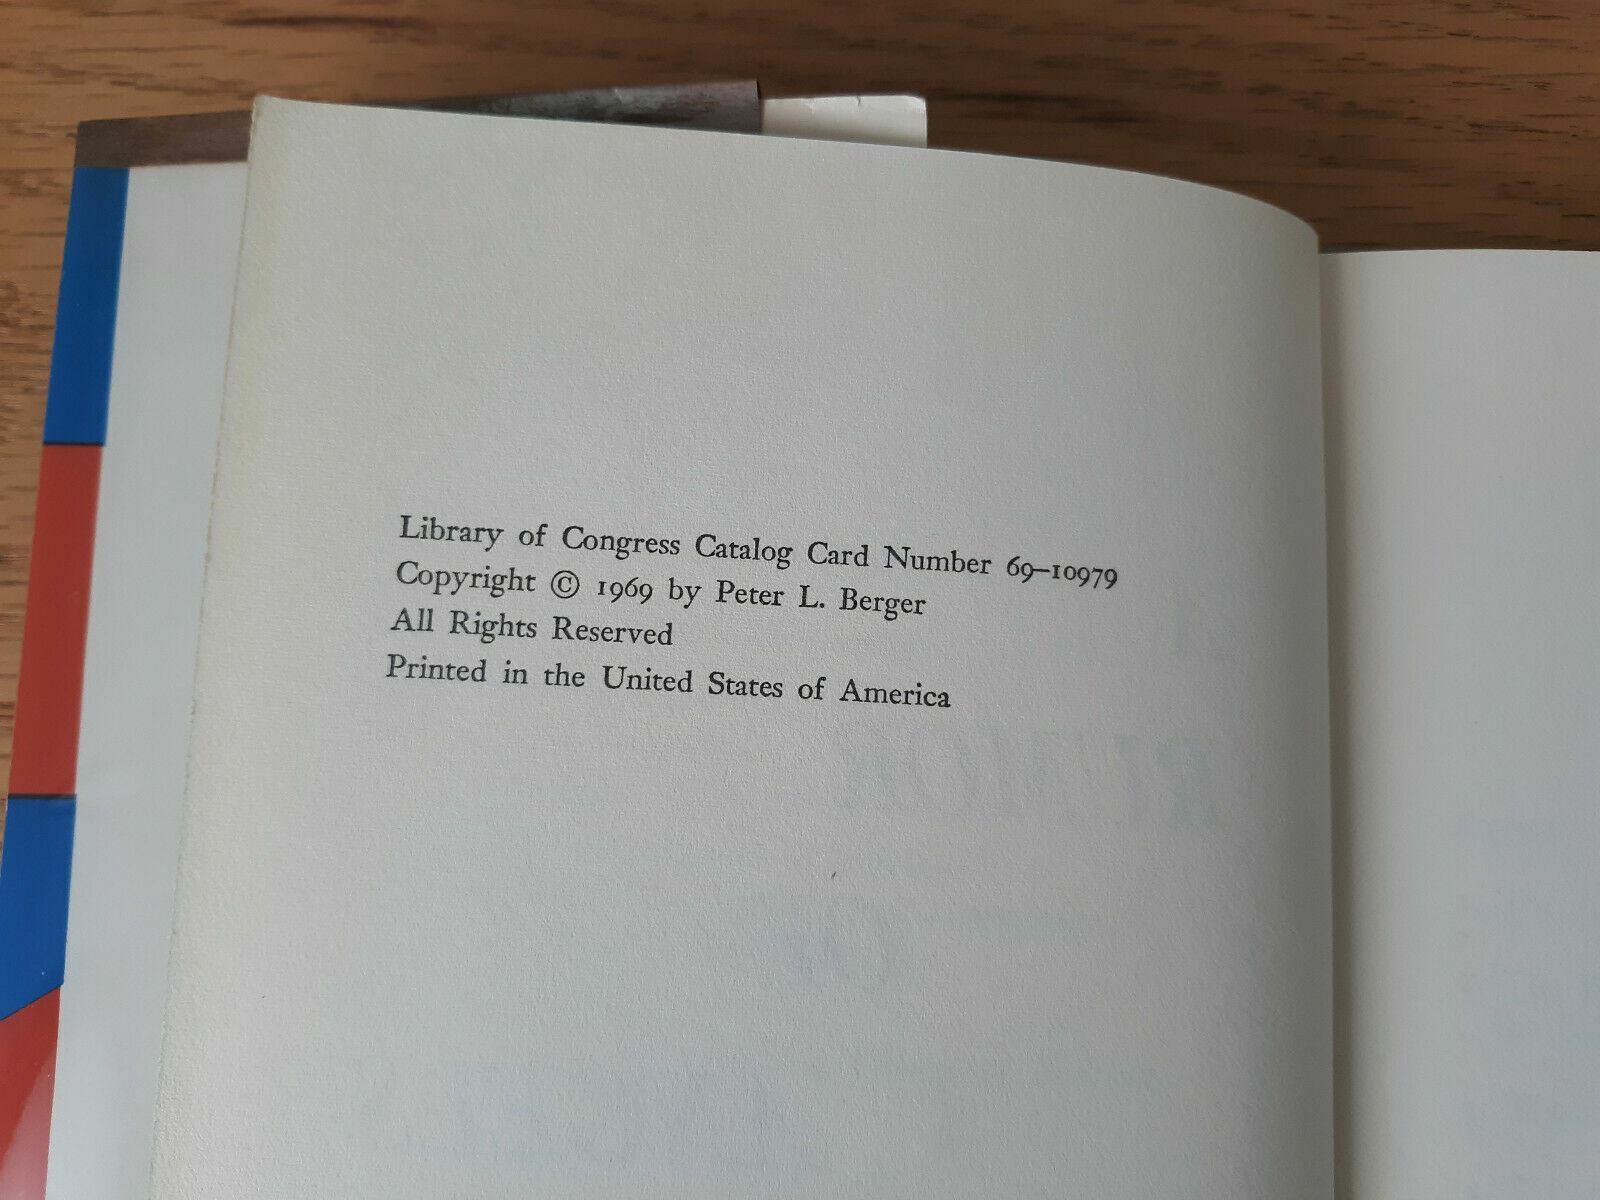 Library of Congress Catalog Card Number 69–10979
Copyright © 1969 by Peter L. Berger
All Rights Reserved
Printed in the United States of America